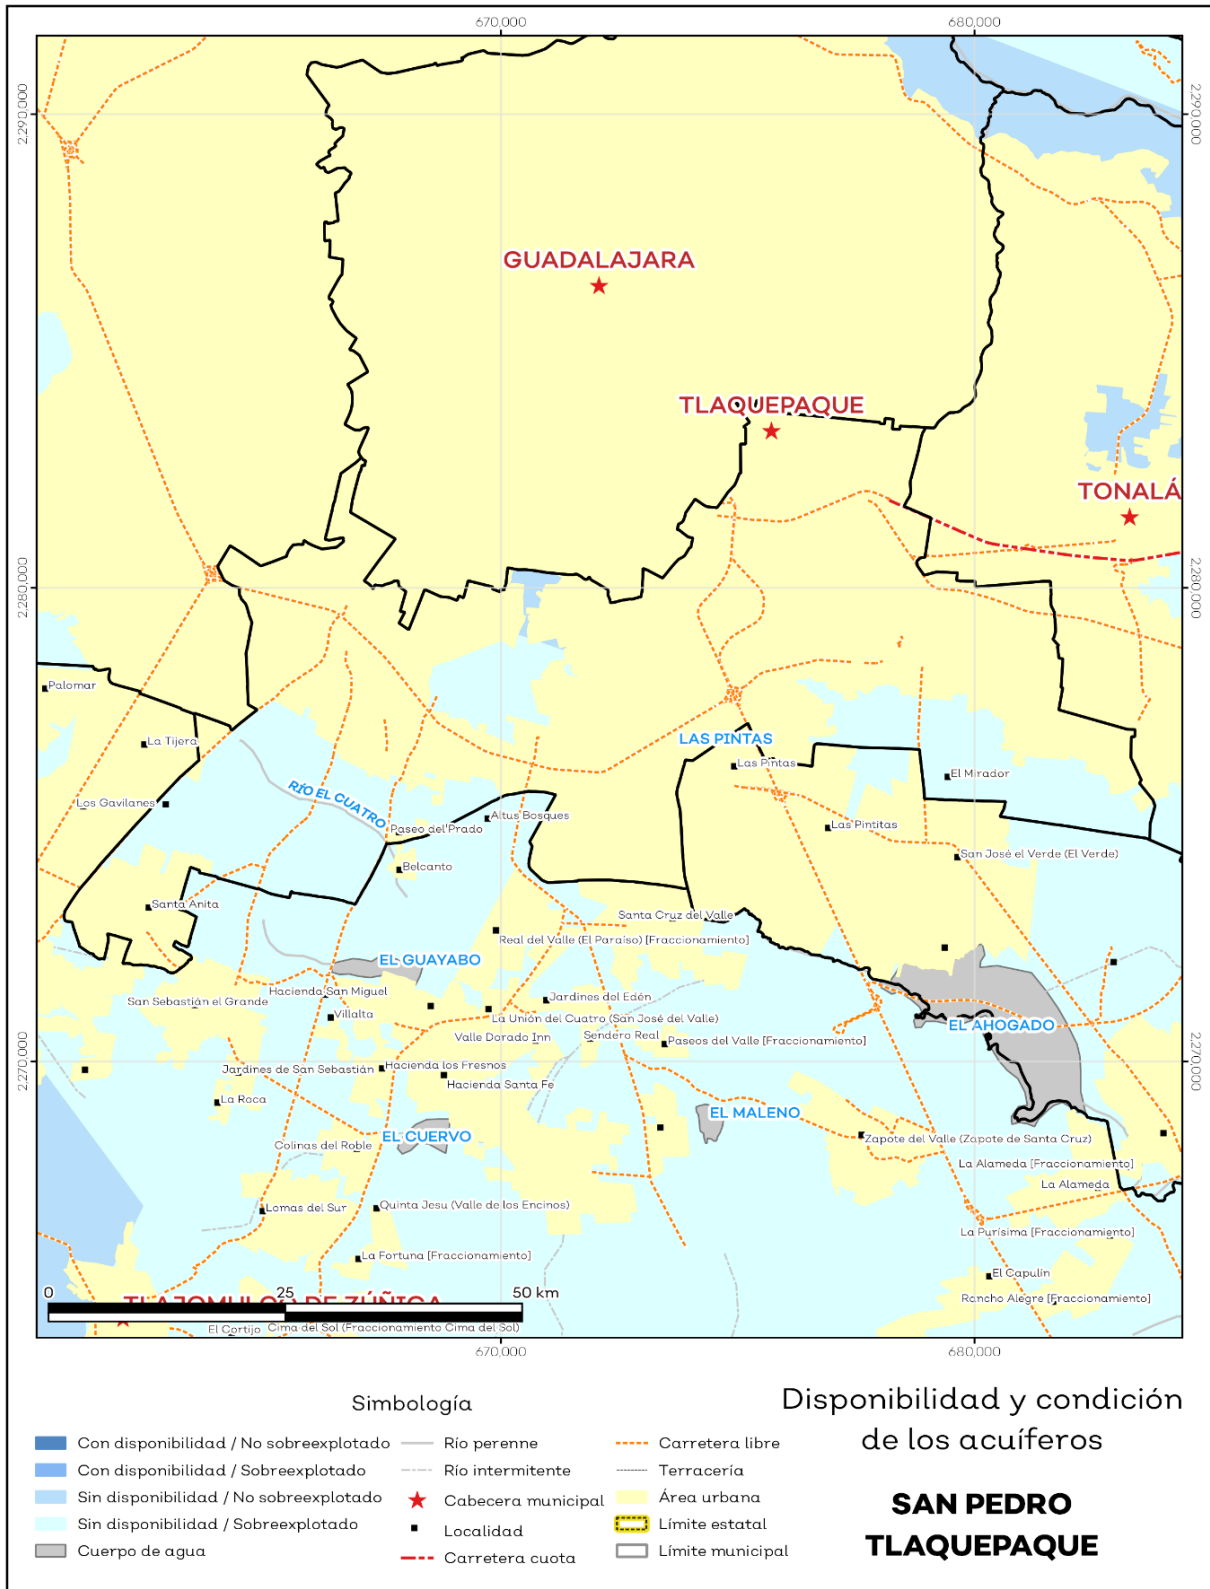 670,000
680,000
2290,000
2,290,000
GUADALAJARA
TLAQUEPAQUE
TONALÁ
2280,000
2,280,000
Palomar
La Tijera
LAS PINTAS
Las Pintas
El Mirador
Los Gavilanes
RÍO EL CUATRO
Paseo del Prado
Altus Bosques
Las Pintitas
Belcanto
San José el Verde (El Verde)
Santa Anita
Santa Cruz del Valle
Real del Valle (El Paraíso) [Fraccionamiento]
EL GUAYABO
Hacienda San Miguel
San Sebastián el Grande
Jardines del Edén
Villalta
La Unión del Cuatro (San José del Valle)
EL AHOGADO
Valle Dorado Inn
Sendero Real
Paseos del Valle [Fraccionamiento]
2270,000
2,270,000
Jardines de San Sebastián
Hacienda los Fresnos
Hacienda Santa Fe
La Roca
EL MALENO
EL CUERVO
Colinas del Roble
Zapote del Valle (Zapote de Santa Cruz)
La Alameda [Fraccionamiento]
La Alameda
Lomas del Sur
Quinta Jesu (Valle de los Encinos)
La Purísima [Fraccionamiento]
La Fortuna [Fraccionamiento]
El Capulín
Rancho Alegre [Fraccionamiento]
0 25 50 km
TLAJOMULCO DE ZÚÑIGA
El Cortijo
Cima del Sol (Fraccionamiento Cima del Sol)
670,000
680,000
Simbología
Con disponibilidad / No sobreexplotado
Con disponibilidad / Sobreexplotado
Sin disponibilidad / No sobreexplotado
Sin disponibilidad / Sobreexplotado
Cuerpo de agua
Río perenne
Río intermitente
Cabecera municipal
Localidad
Carretera cuota
Carretera libre
Terracería
Área urbana
Límite estatal
Límite municipal
Disponibilidad y condición
de los acuíferos
SAN PEDRO
TLAQUEPAQUE